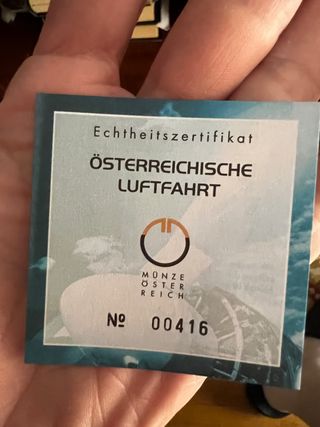 Echtheitszertifikat
ÖSTERREICHISCHE
LUFTFAHRT
MÜNZE
ÖSTER
REICH
Nº 00416